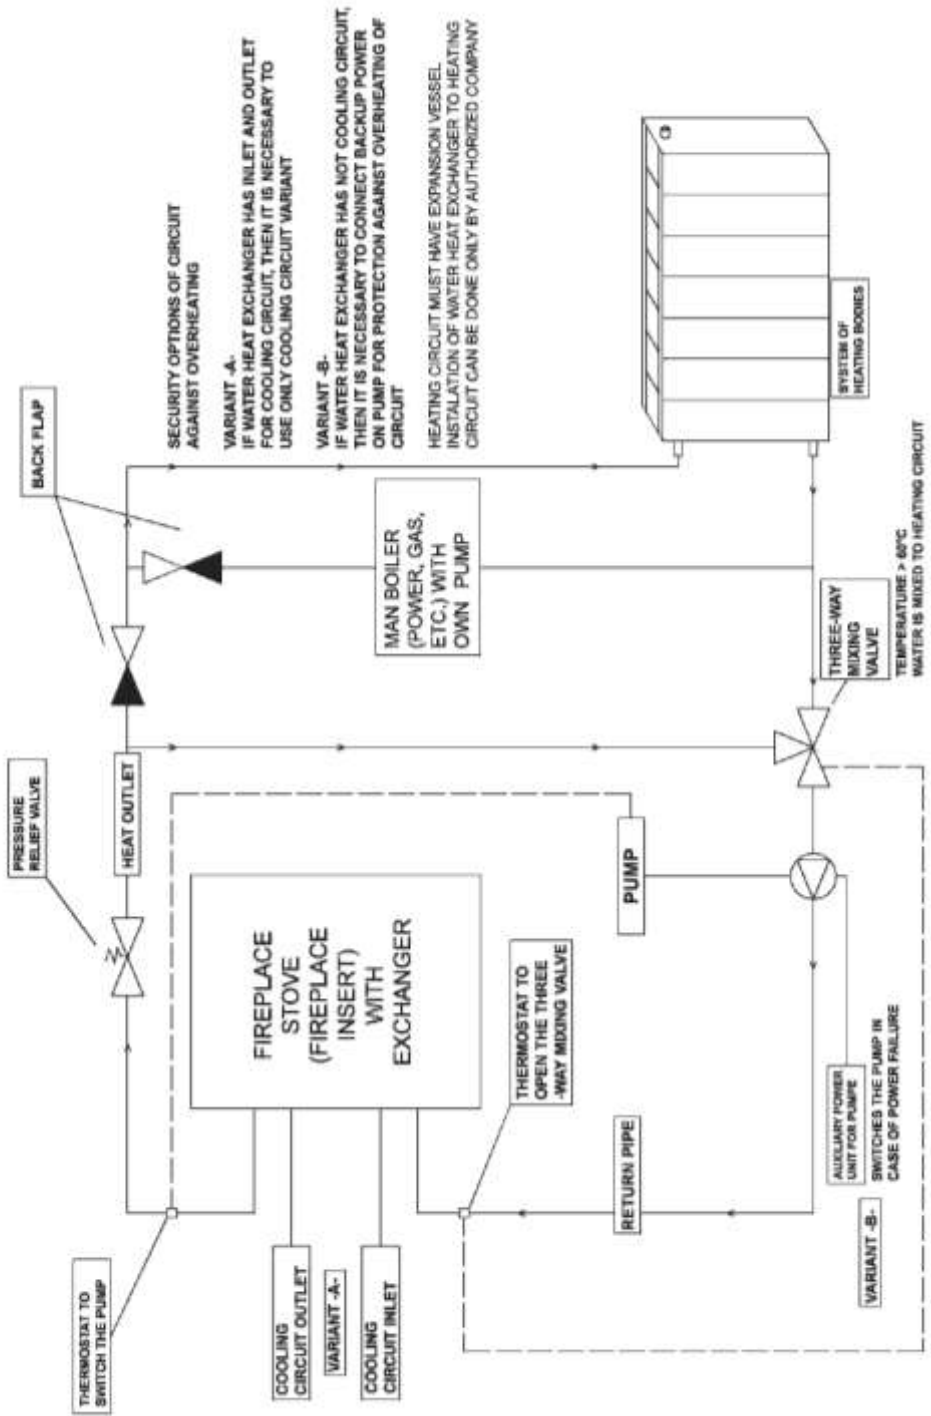 THERMOSTAT TO
SWITCH THE PUMP
PRESSURE
RELIEF VALVE
HEAT OUTLET
BACK FLAP
SECURITY OPTIONS OF CIRCUIT
AGAINST OVERHEATING
VARIANT -A-
IF WATER HEAT EXCHANGER HAS INLET AND OUTLET
FOR COOLING CIRCUIT, THEN IT IS NECESSARY TO
USE ONLY COOLING CIRCUIT VARIANT
VARIANT -B-
IF WATER HEAT EXCHANGER HAS NOT COOLING CIRCUIT,
THEN IT IS NECESSARY TO CONNECT BACKUP POWER
ON PUMP FOR PROTECTION AGAINST OVERHEATING OF
CIRCUIT
HEATING CIRCUIT MUST HAVE EXPANSION VESSEL
INSTALATION OF WATER HEAT EXCHANGER TO HEATING
CIRCUIT CAN BE DONE ONLY BY AUTHORIZED COMPANY
COOLING
CIRCUIT OUTLET
VARIANT -A-
COOLING
CIRCUIT INLET
FIREPLACE
STOVE
(FIREPLACE
INSERT)
WITH
EXCHANGER
MAN BOILER
(POWER, GAS,
ETC.) WITH
OWN PUMP
THERMOSTAT TO
OPEN THE THREE
-WAY MIXING VALVE
PUMP
RETURN PIPE
SYSTEM OF
HEATING BODIES
THREE-WAY
MIXING
VALVE
TEMPERATURE > 60°C
WATER IS MIXED TO HEATING CIRCUIT
AUXILIARY POWER
UNIT FOR PUMPE
SWITCHES THE PUMP IN
CASE OF POWER FAILURE
VARIANT -B-